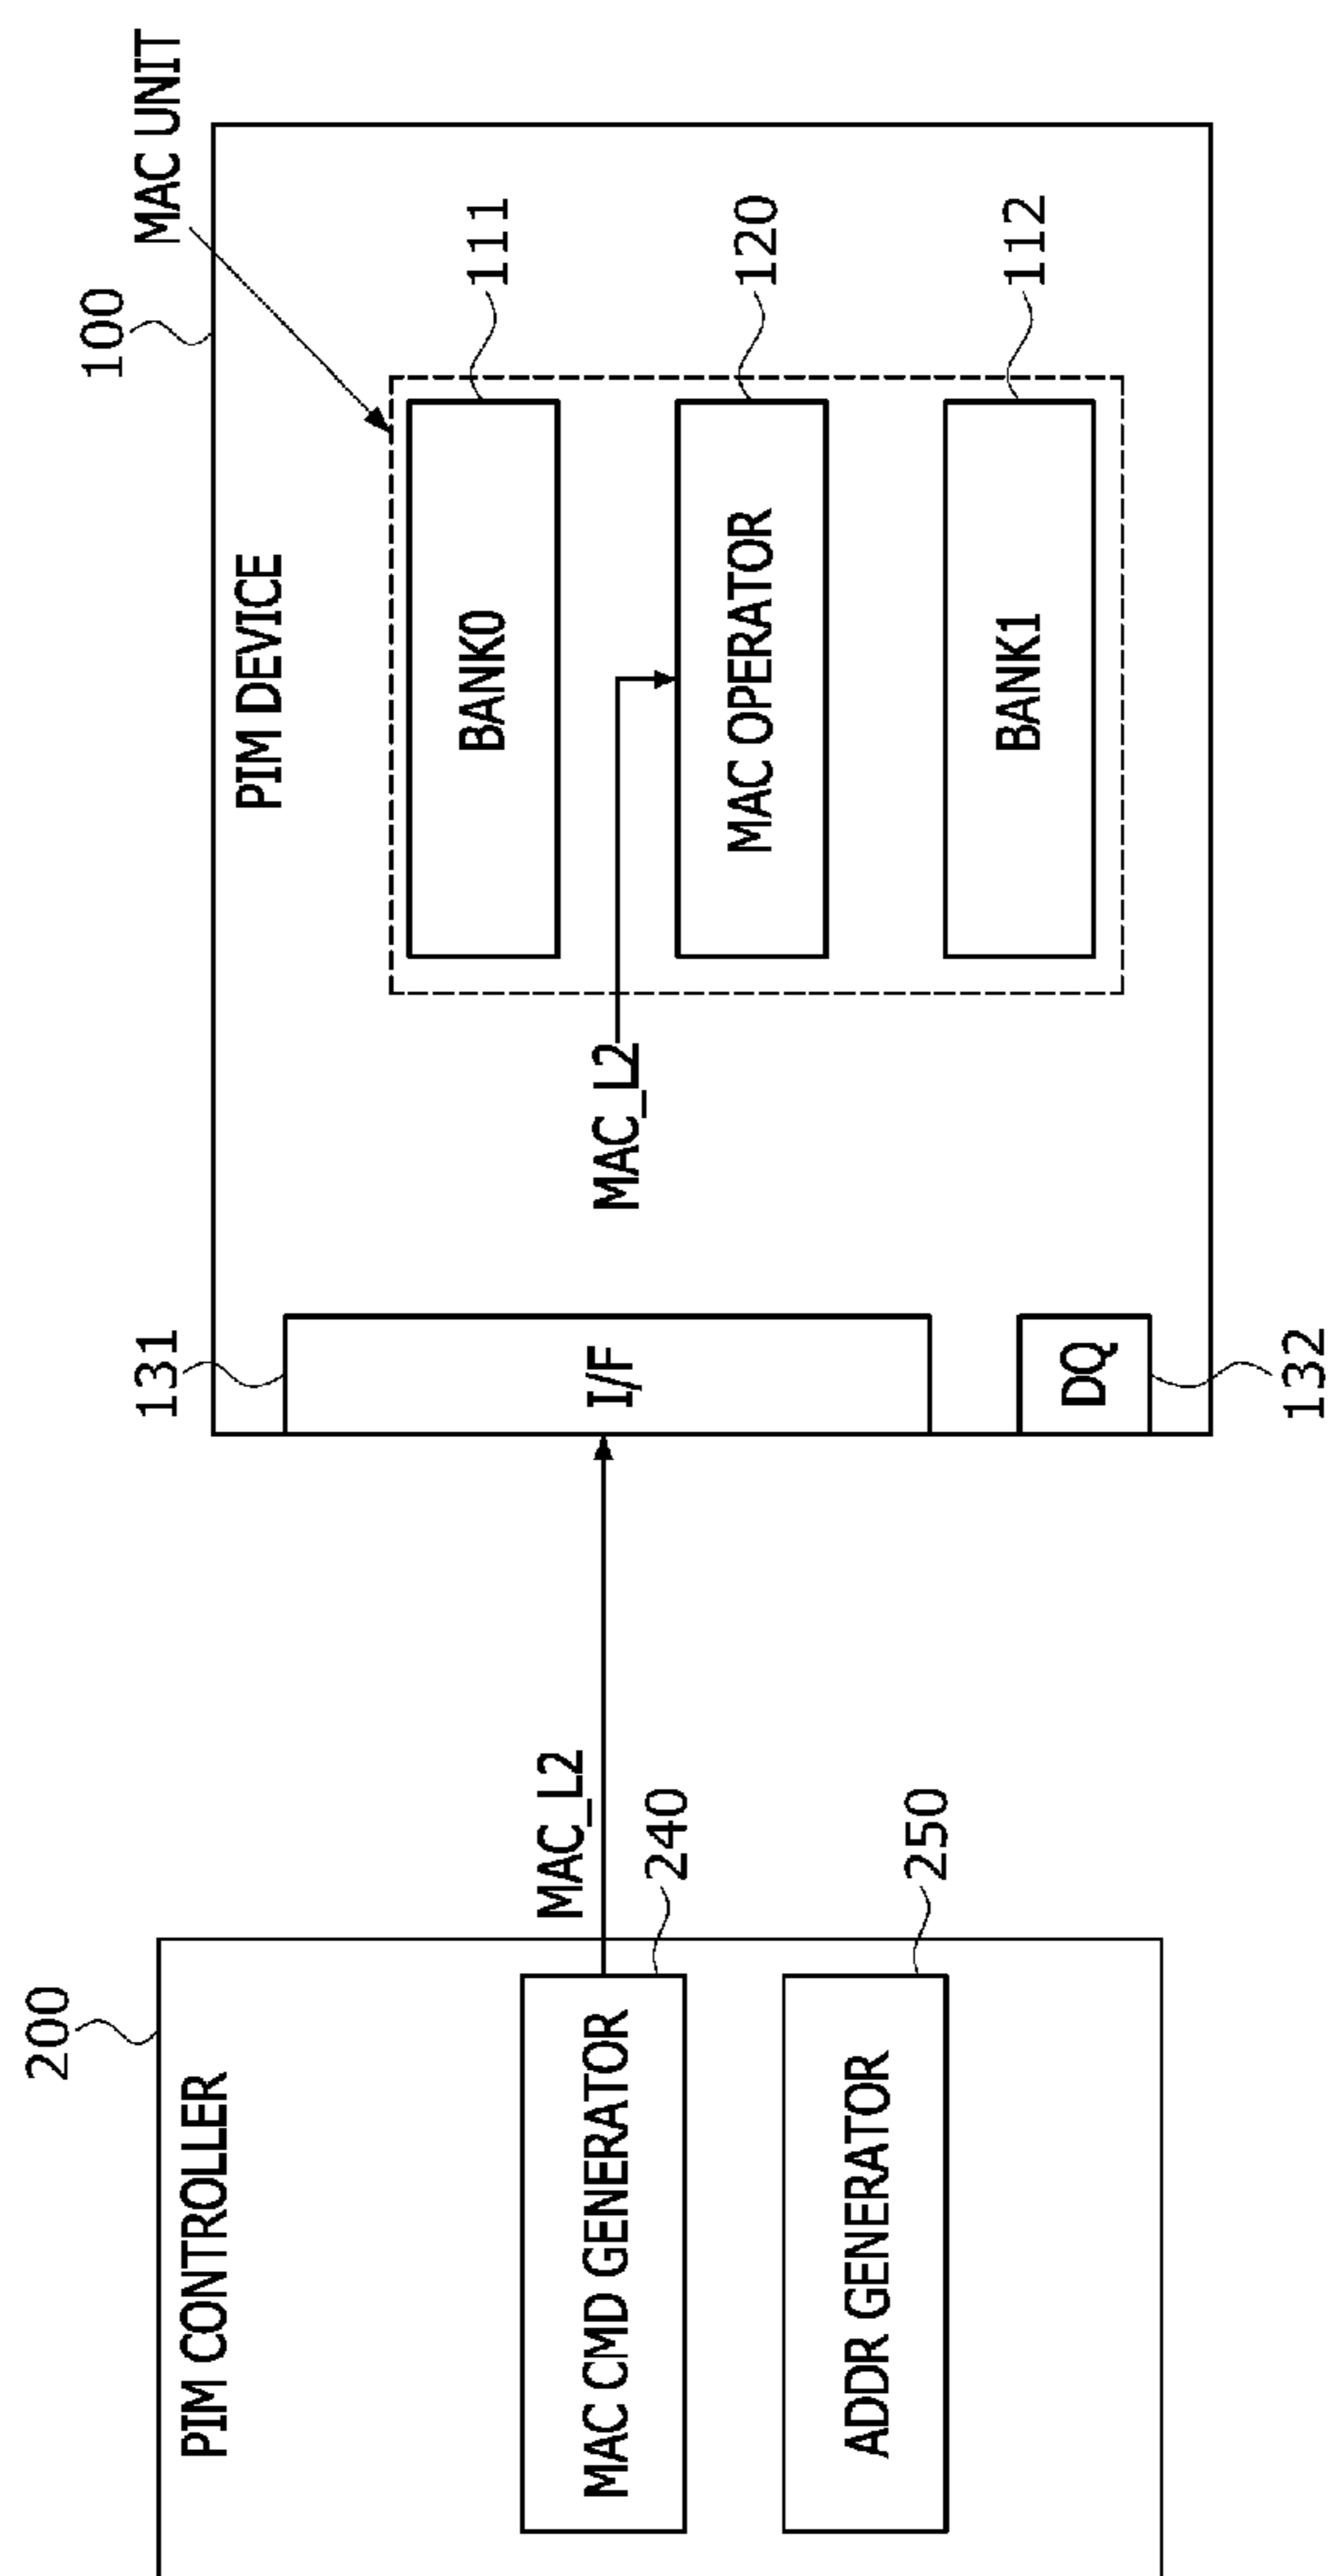 200
PIM CONTROLLER
MAC CMD GENERATOR
240
ADDR GENERATOR
250
MAC_L2
100
PIM DEVICE
MAC UNIT
131
I/F
DQ
132
BANK0
111
MAC_L2
MAC OPERATOR
120
BANK1
112